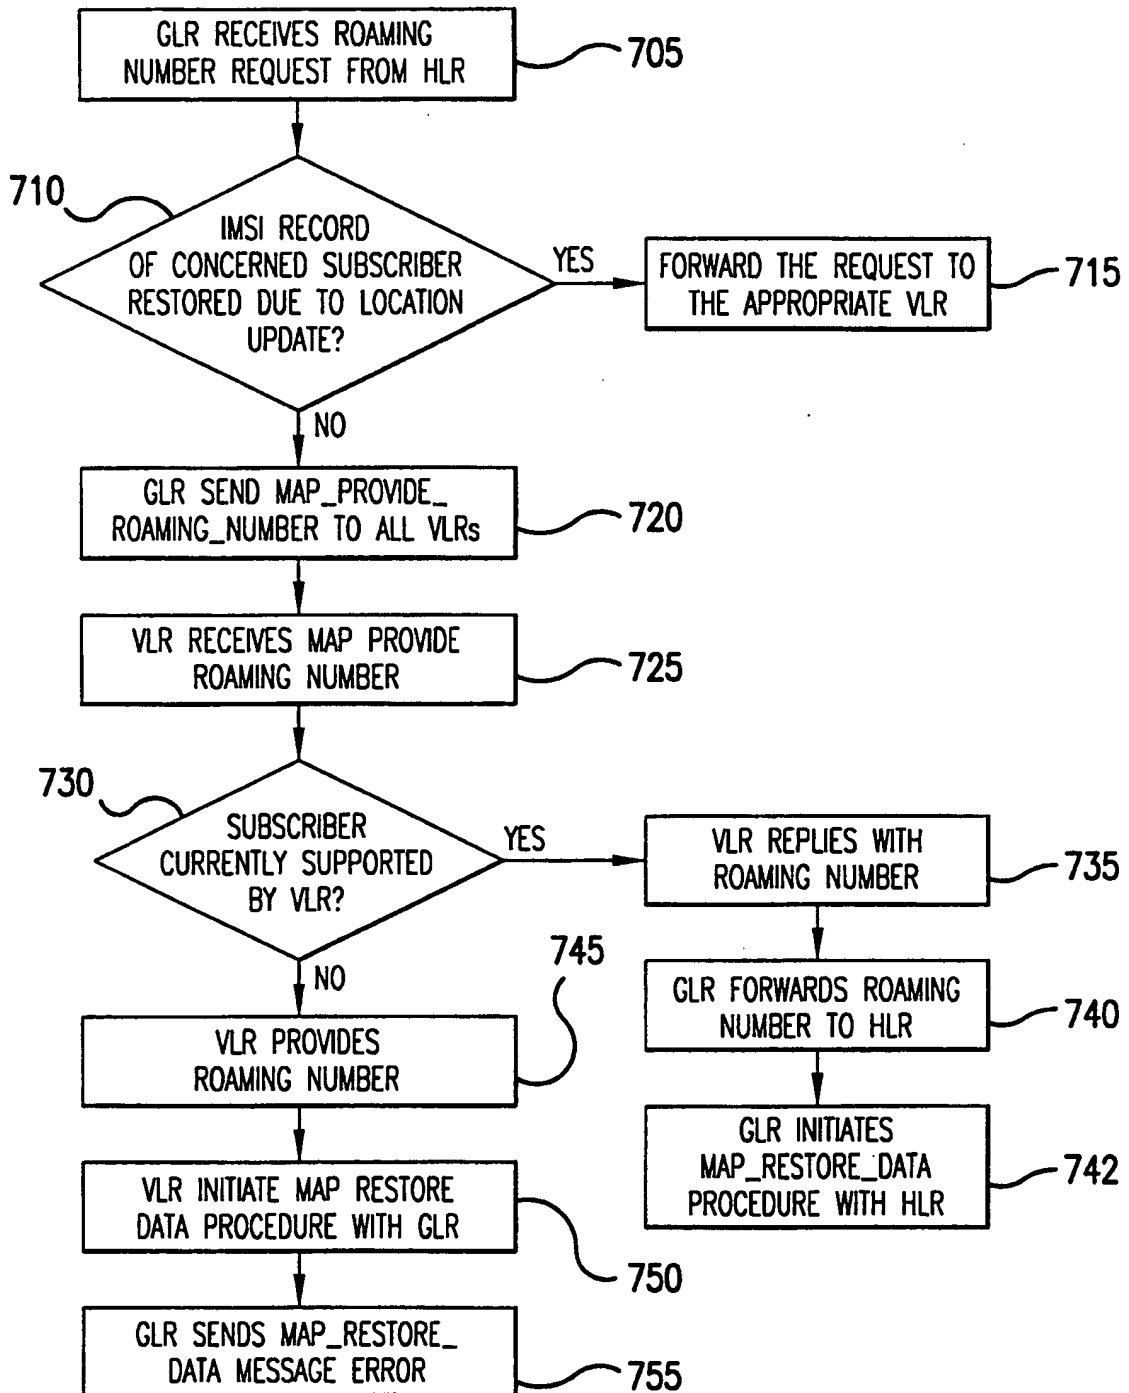 GLR RECEIVES ROAMING
NUMBER REQUEST FROM HLR
705
710
IMSI RECORD
OF CONCERNED SUBSCRIBER
RESTORED DUE TO LOCATION
UPDATE?
YES
FORWARD THE REQUEST TO
THE APPROPRIATE VLR
715
NO
GLR SEND MAP_PROVIDE_
ROAMING_NUMBER TO ALL VLRs
720
VLR RECEIVES MAP PROVIDE
ROAMING NUMBER
725
730
SUBSCRIBER
CURRENTLY SUPPORTED
BY VLR?
YES
VLR REPLIES WITH
ROAMING NUMBER
735
NO
745
GLR FORWARDS ROAMING
NUMBER TO HLR
740
VLR PROVIDES
ROAMING NUMBER
GLR INITIATES
MAP_RESTORE_DATA
PROCEDURE WITH HLR
742
VLR INITIATE MAP RESTORE
DATA PROCEDURE WITH GLR
750
GLR SENDS MAP_RESTORE_
DATA MESSAGE ERROR
755